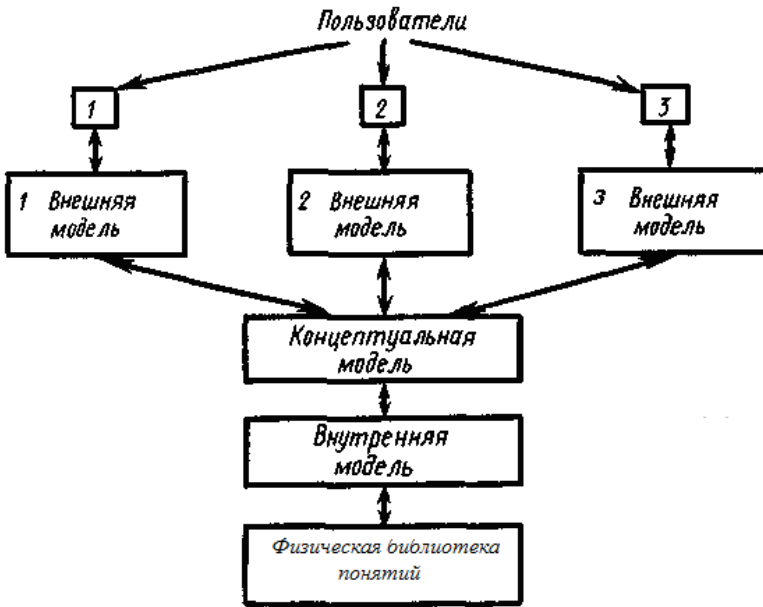 Пользователи
1
2
3
1 Внешняя
модель
2 Внешняя
модель
3 Внешняя
модель
Концептуальная
модель
Внутренняя
модель
Физическая библиотека
понятий